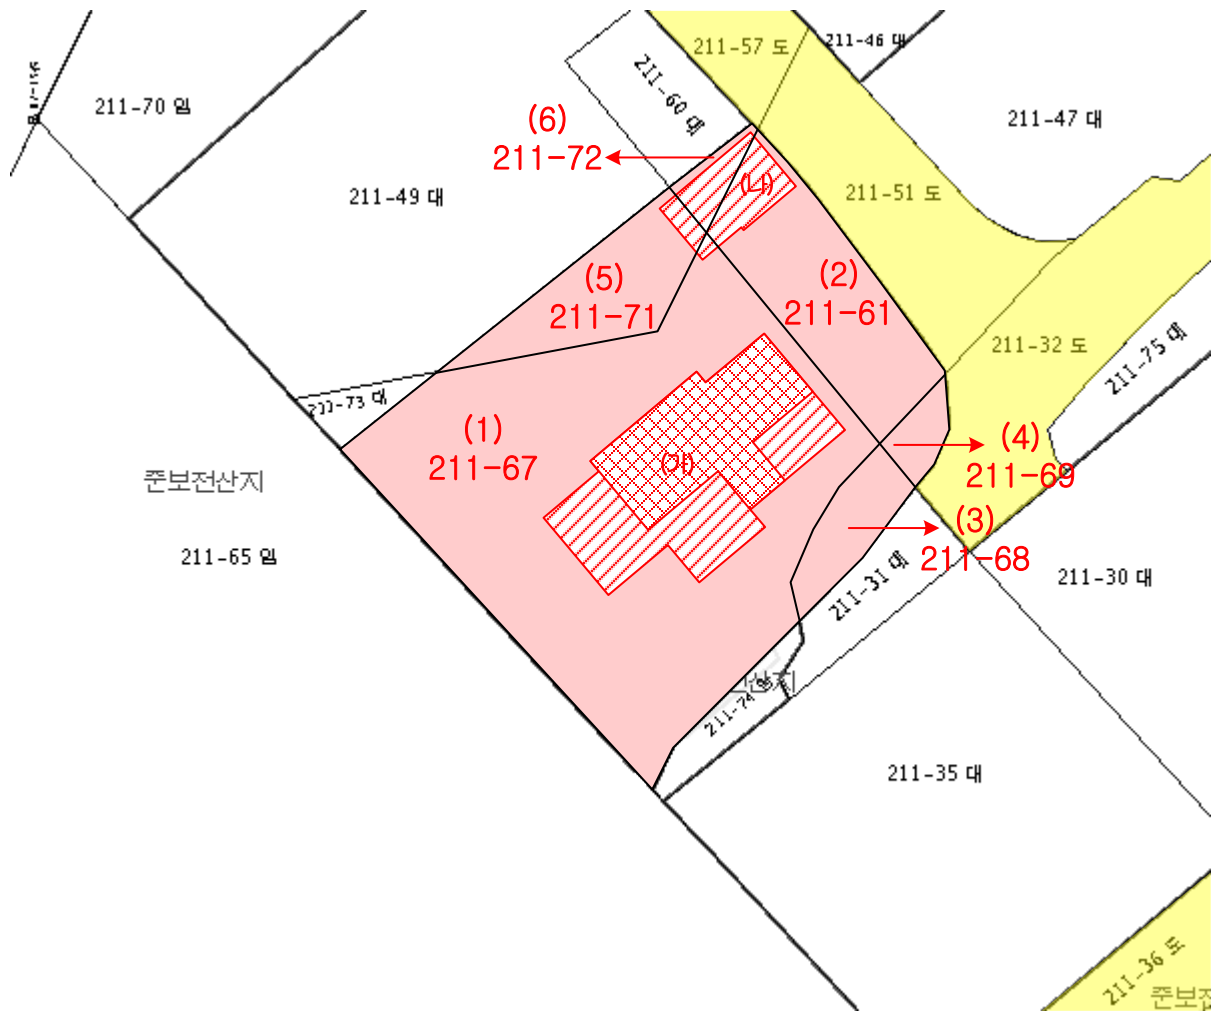 211-57 도
211-46 대
211-60 대
211-70 임
(6)
211-72
211-47 대
211-49 대
(나)
211-51 도
(5)
211-71
(2)
211-61
211-32 도
211-75 대
211-73 대
(1)
211-67
(가)
(4)
211-69
준보전산지
(3)
211-68
211-65 임
211-31 대
211-30 대
211-74
211-35 대
211-36 도
준보전